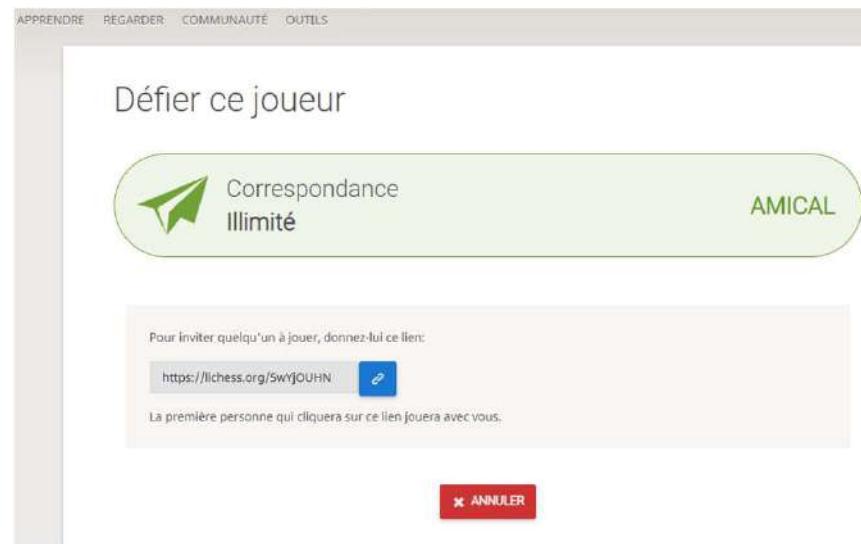 APPRENDRE REGARDER COMMUNAUTÉ OUTILS
Défier ce joueur
Correspondance
Illimité
AMICAL
Pour inviter quelqu'un à jouer, donnez-lui ce lien:
https://lichess.org/5wYjOUHN
La première personne qui cliquera sur ce lien jouera avec vous.
ANNULER